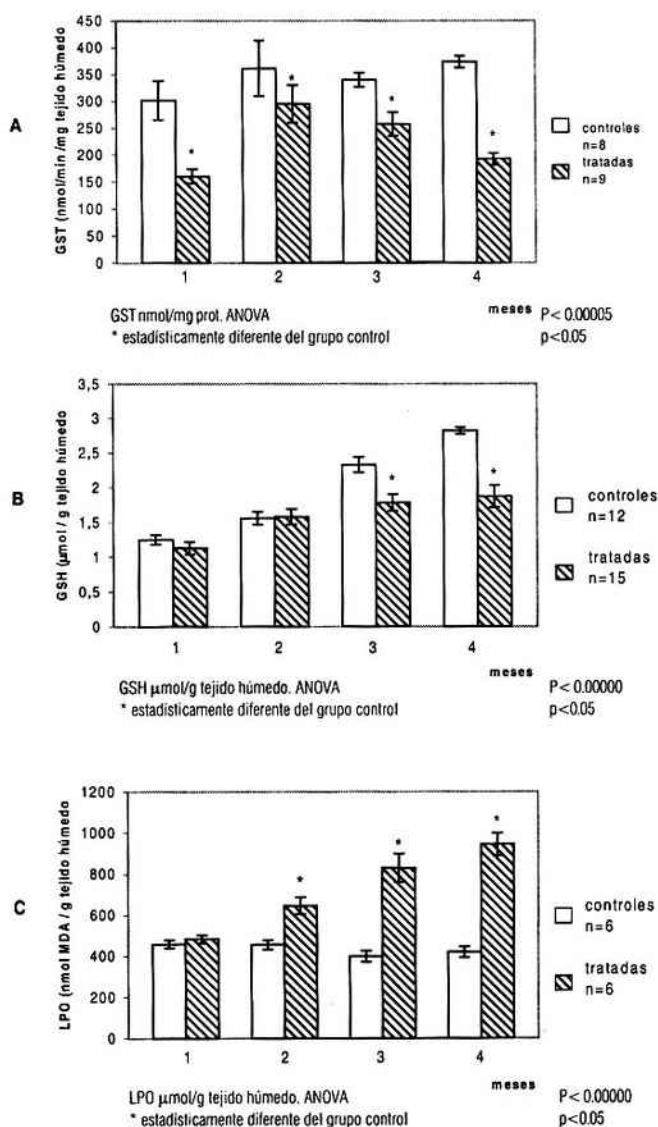 A
GST (nmol/min /mg tejido húmedo
450
400
350
300
250
200
150
100
50
0
*
*
*
*
1 2 3 4
controles
n=8
tratadas
n=9
meses
GST nmol/mg prot. ANOVA P< 0.00005
* estadísticamente diferente del grupo control p<0.05
B
GSH (μmol / g tejido húmedo
3,5
3
2,5
2
1,5
1
0,5
0
*
*
1 2 3 4
controles
n=12
tratadas
n=15
meses
GSH μmol/g tejido húmedo. ANOVA P< 0.00000
* estadísticamente diferente del grupo control p<0.05
C
LPO (nmol MDA / g tejido húmedo
1200
1000
800
600
400
200
0
*
*
*
1 2 3 4
controles
n=6
tratadas
n=6
meses
LPO μmol/g tejido húmedo. ANOVA P< 0.00000
* estadísticamente diferente del grupo control p<0.05